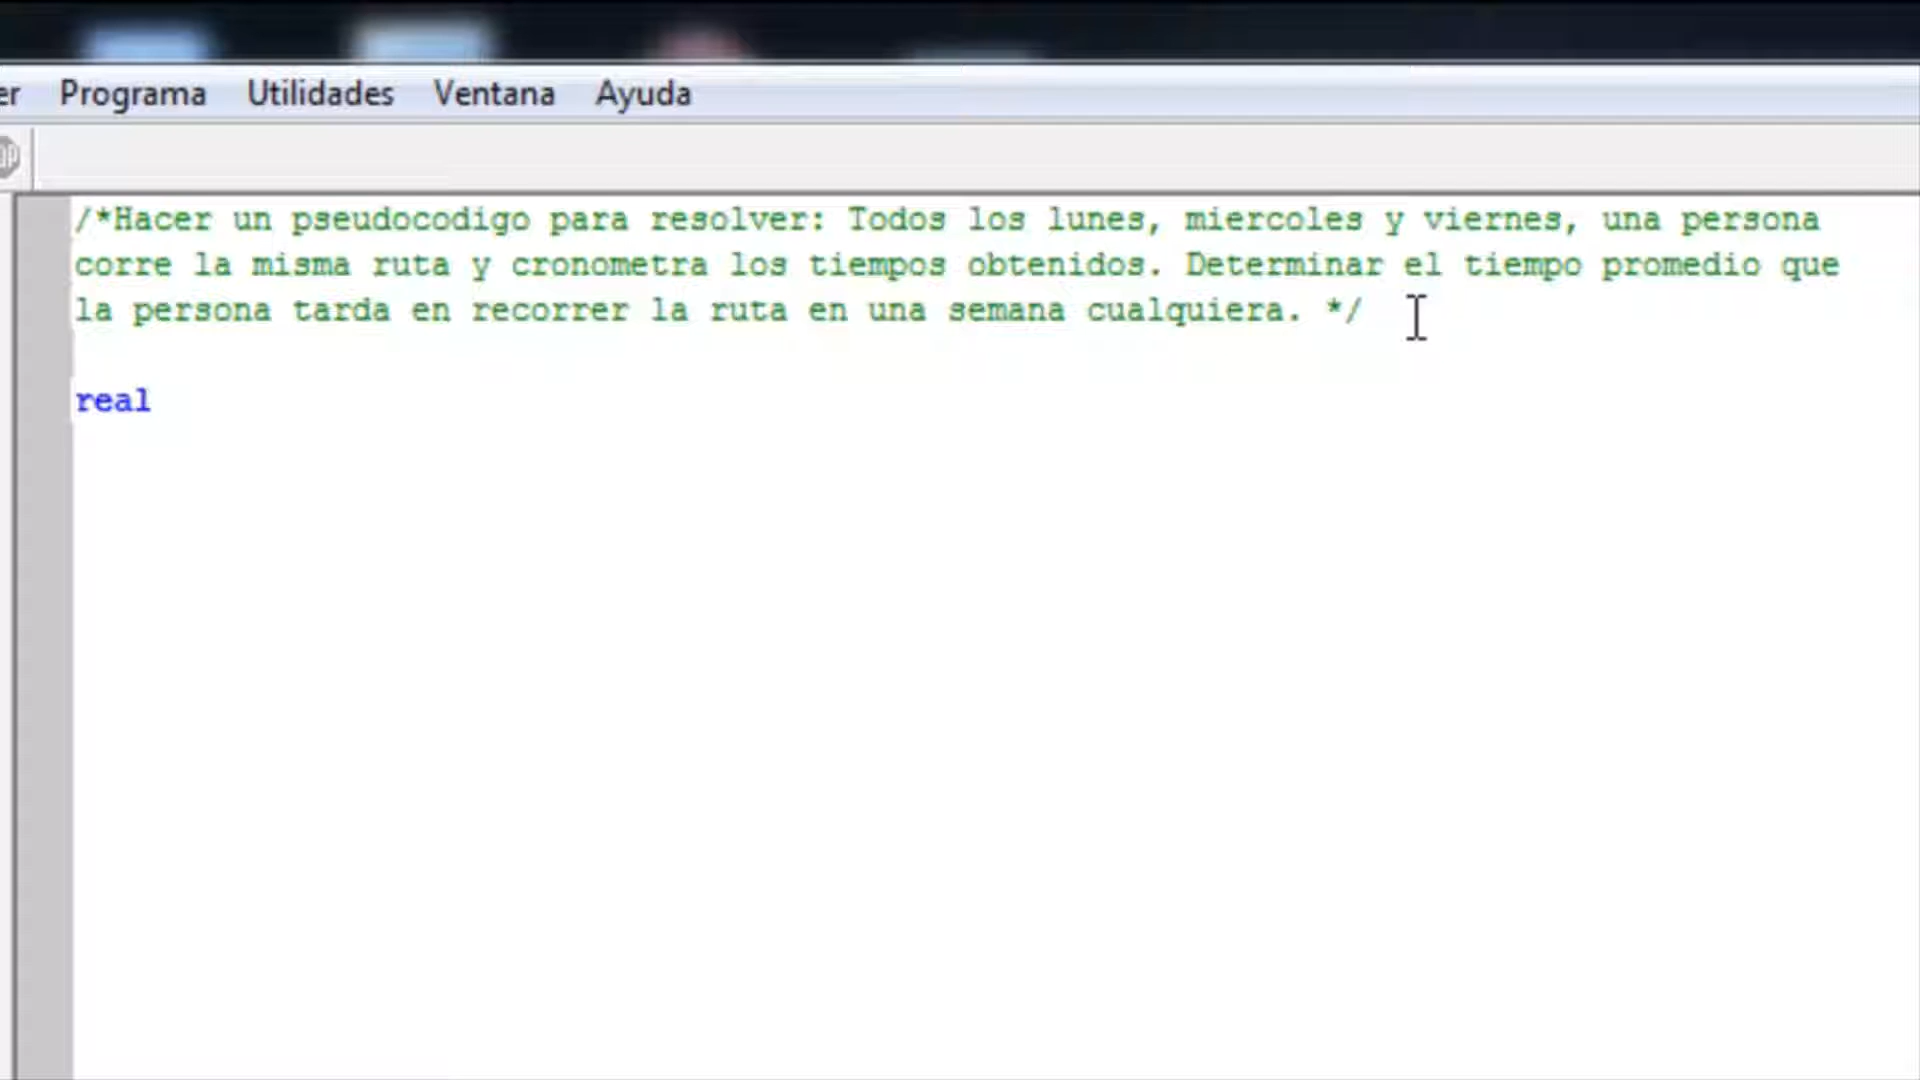 er Programa Utilidades Ventana Ayuda
/*Hacer un pseudocodigo para resolver: Todos los lunes, miercoles y viernes, una persona
corre la misma ruta y cronometra los tiempos obtenidos. Determinar el tiempo promedio que
la persona tarda en recorrer la ruta en una semana cualquiera. */
real